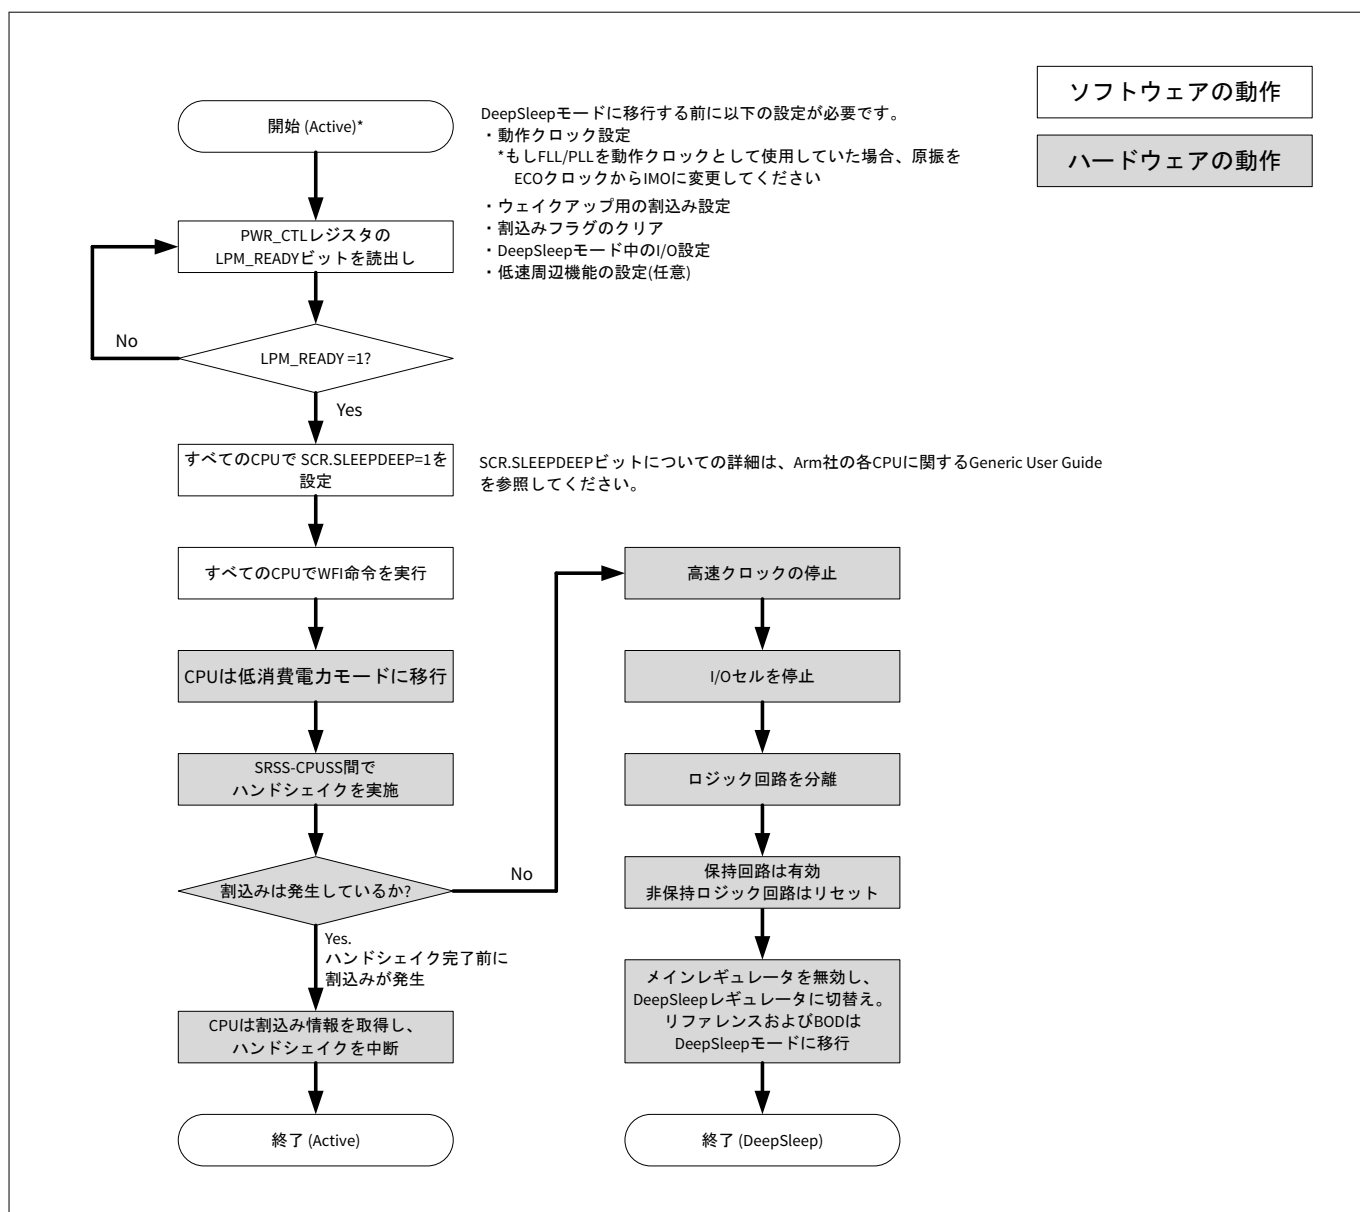 ソフトウェアの動作
ハードウェアの動作
開始 (Active)*
DeepSleepモードに移行する前に以下の設定が必要です。
・動作クロック設定
*もしFLL/PLLを動作クロックとして使用していた場合、原振を
ECOクロックからIMOに変更してください
・ウェイクアップ用の割込み設定
・割込みフラグのクリア
・DeepSleepモード中のI/O設定
・低速周辺機能の設定(任意)
PWR_CTLレジスタの
LPM_READYビットを読出し
No
LPM_READY =1?
Yes
すべてのCPUで SCR.SLEEPDEEP=1を
設定
SCR.SLEEPDEEPビットについての詳細は、Arm社の各CPUに関するGeneric User Guide
を参照してください。
すべてのCPUでWFI命令を実行
CPUは低消費電力モードに移行
SRSS-CPUSS間で
ハンドシェイクを実施
割込みは発生しているか?
No
Yes.
ハンドシェイク完了前に
割込みが発生
CPUは割込み情報を取得し、
ハンドシェイクを中断
終了 (Active)
高速クロックの停止
I/Oセルを停止
ロジック回路を分離
保持回路は有効
非保持ロジック回路はリセット
メインレギュレータを無効し、
DeepSleepレギュレータに切替え。
リファレンスおよびBODは
DeepSleepモードに移行
終了 (DeepSleep)